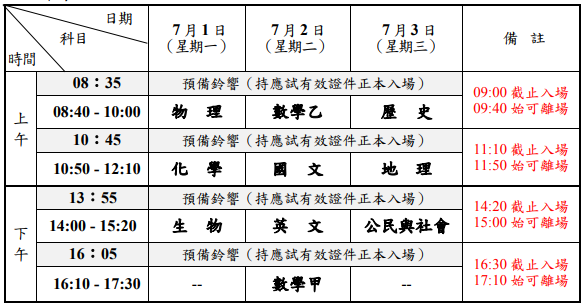 日期
科目
時間
7月1日
(星期一)
7月2日
(星期二)
7月3日
(星期三)
備 註
上午
08：35
預備鈴響(持應試有效證件正本入場)
09:00 截止入場
09:40 始可離場
08:40 - 10:00
物 理
數學乙
歷 史
10：45
預備鈴響(持應試有效證件正本入場)
11:10 截止入場
11:50 始可離場
10:50 - 12:10
化 學
國 文
地 理
下午
13：55
預備鈴響(持應試有效證件正本入場)
14:20 截止入場
15:00 始可離場
14:00 - 15:20
生 物
英 文
公民與社會
16：05
預備鈴響(持應試有效證件正本入場)
16:30 截止入場
17:10 始可離場
16:10 - 17:30
--
數學甲
--